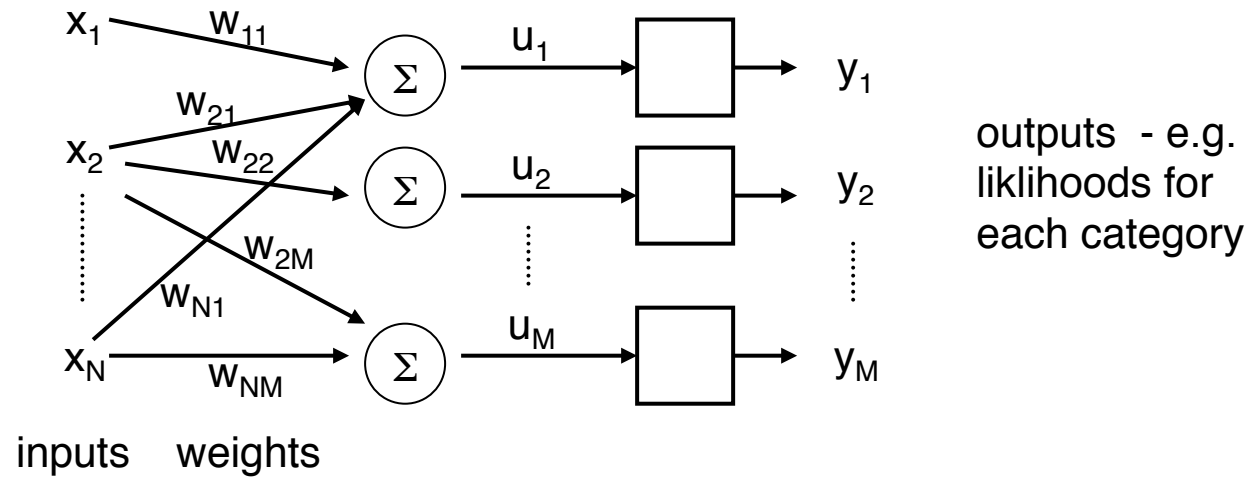 x1 w11 Σ u1 y1
w21
x2 w22 Σ u2 y2
outputs - e.g.
liklihoods for
each category
w2M
wN1
xN wNM Σ uM yM
inputs weights